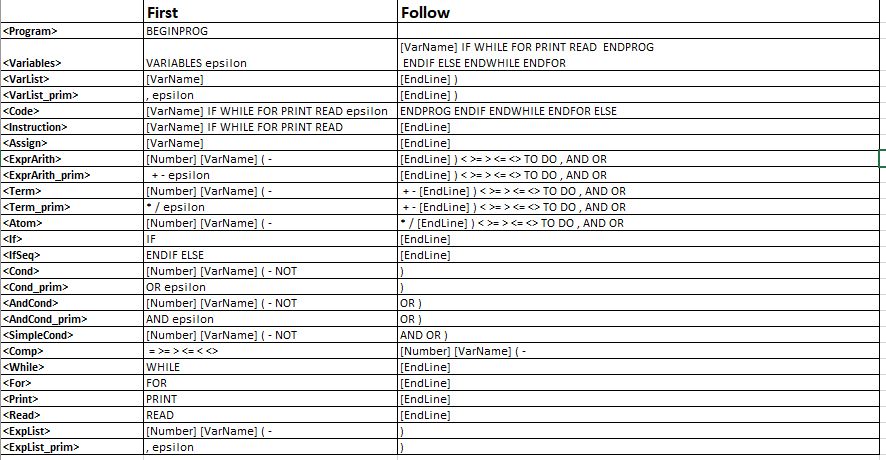 First Follow
<Program> BEGINPROG
[VarName] IF WHILE FOR PRINT READ ENDPROG
<Variables> VARIABLES epsilon ENDIF ELSE ENDWHILE ENDFOR
<VarList> [VarName] [EndLine] )
<VarList_prim> , epsilon [EndLine] )
<Code> [VarName] IF WHILE FOR PRINT READ epsilon ENDPROG ENDIF ENDWHILE ENDFOR ELSE
<Instruction> [VarName] IF WHILE FOR PRINT READ [EndLine]
<Assign> [VarName] [EndLine]
<ExprArith> [Number] [VarName] ( - [EndLine] ) < >= > <= <> TO DO , AND OR
<ExprArith_prim> + - epsilon [EndLine] ) < >= > <= <> TO DO , AND OR
<Term> [Number] [VarName] ( - + - [EndLine] ) < >= > <= <> TO DO , AND OR
<Term_prim> * / epsilon + - [EndLine] ) < >= > <= <> TO DO , AND OR
<Atom> [Number] [VarName] ( - * / [EndLine] ) < >= > <= <> TO DO , AND OR
<If> IF [EndLine]
<IfSeq> ENDIF ELSE [EndLine]
<Cond> [Number] [VarName] ( - NOT )
<Cond_prim> OR epsilon )
<AndCond> [Number] [VarName] ( - NOT OR )
<AndCond_prim> AND epsilon OR )
<SimpleCond> [Number] [VarName] ( - NOT AND OR )
<Comp> = >= > <= < <> [Number] [VarName] ( -
<While> WHILE [EndLine]
<For> FOR [EndLine]
<Print> PRINT [EndLine]
<Read> READ [EndLine]
<ExpList> [Number] [VarName] ( - )
<ExpList_prim> , epsilon )